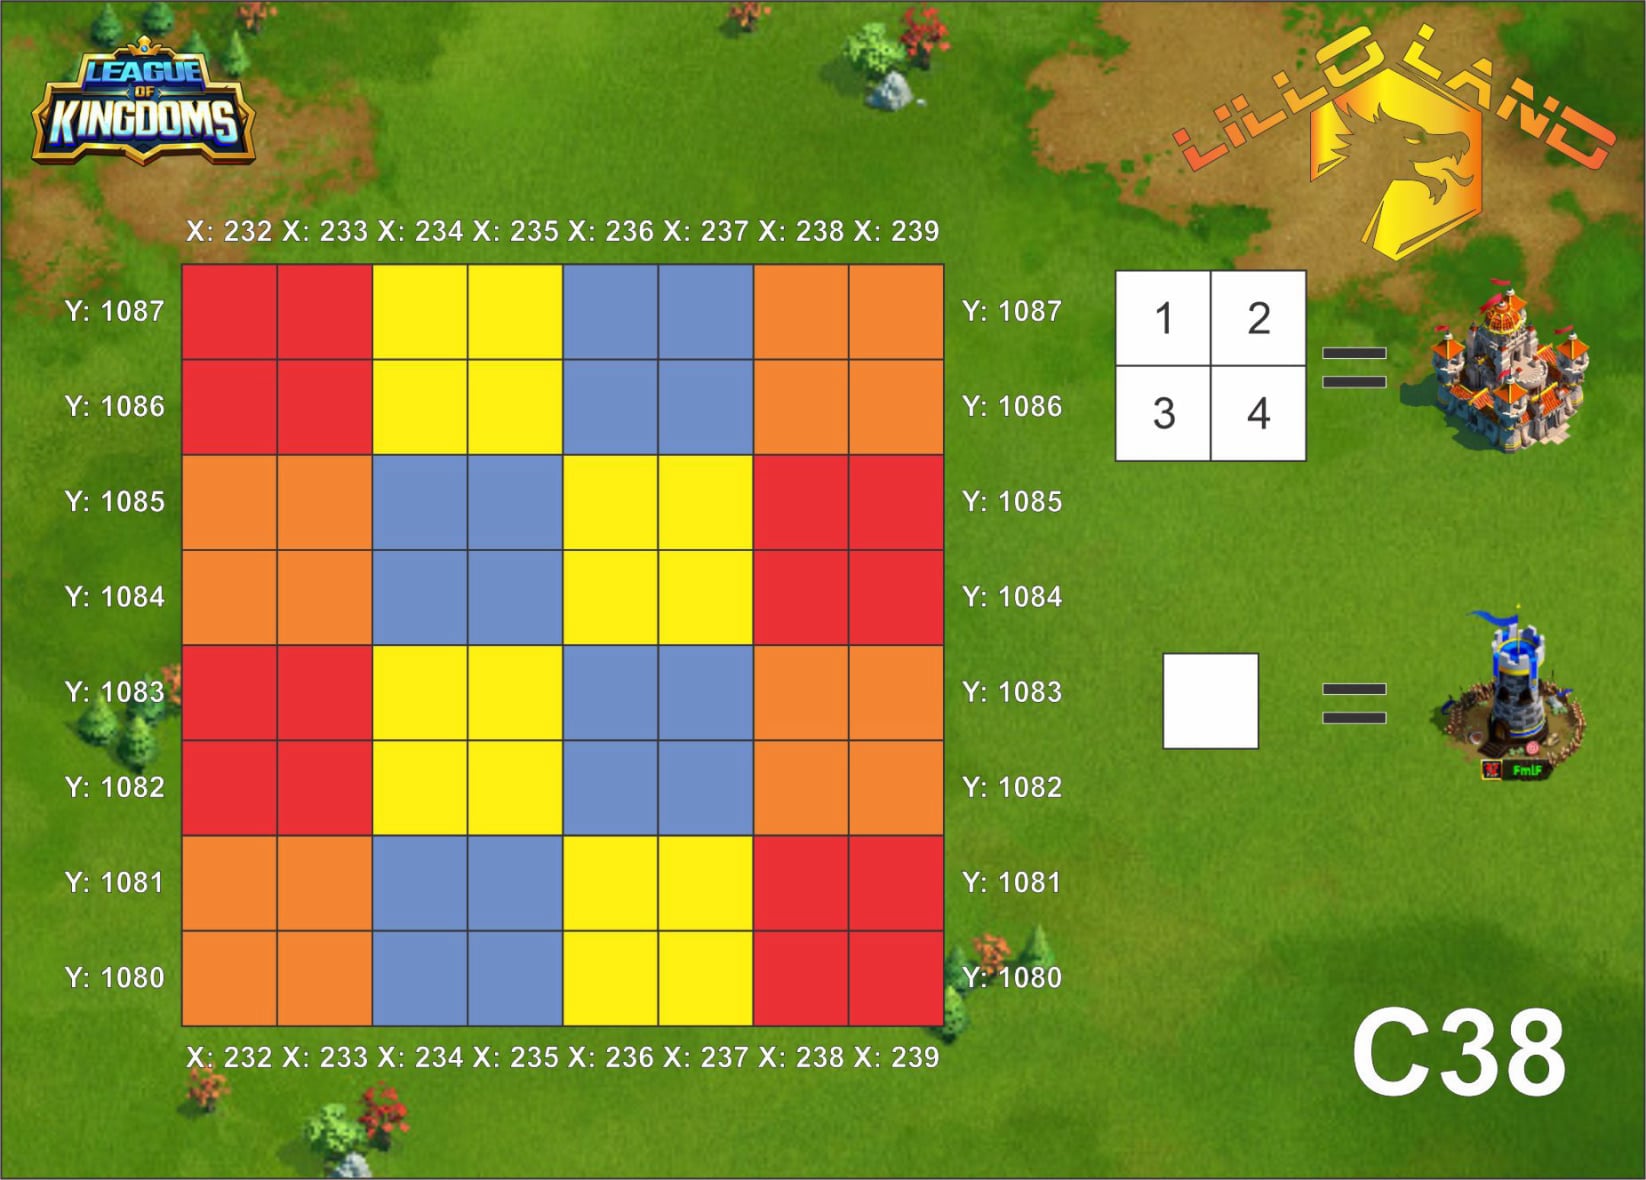 LEAGUE
OF
KINGDOMS
LILLO LAND
X: 232 X: 233 X: 234 X: 235 X: 236 X: 237 X: 238 X: 239
Y: 1087 Y: 1087
Y: 1086 Y: 1086
Y: 1085 Y: 1085
Y: 1084 Y: 1084
Y: 1083 Y: 1083
Y: 1082 Y: 1082
Y: 1081 Y: 1081
Y: 1080 Y: 1080
X: 232 X: 233 X: 234 X: 235 X: 236 X: 237 X: 238 X: 239
1 2
3 4
=
=
FmlF
C38